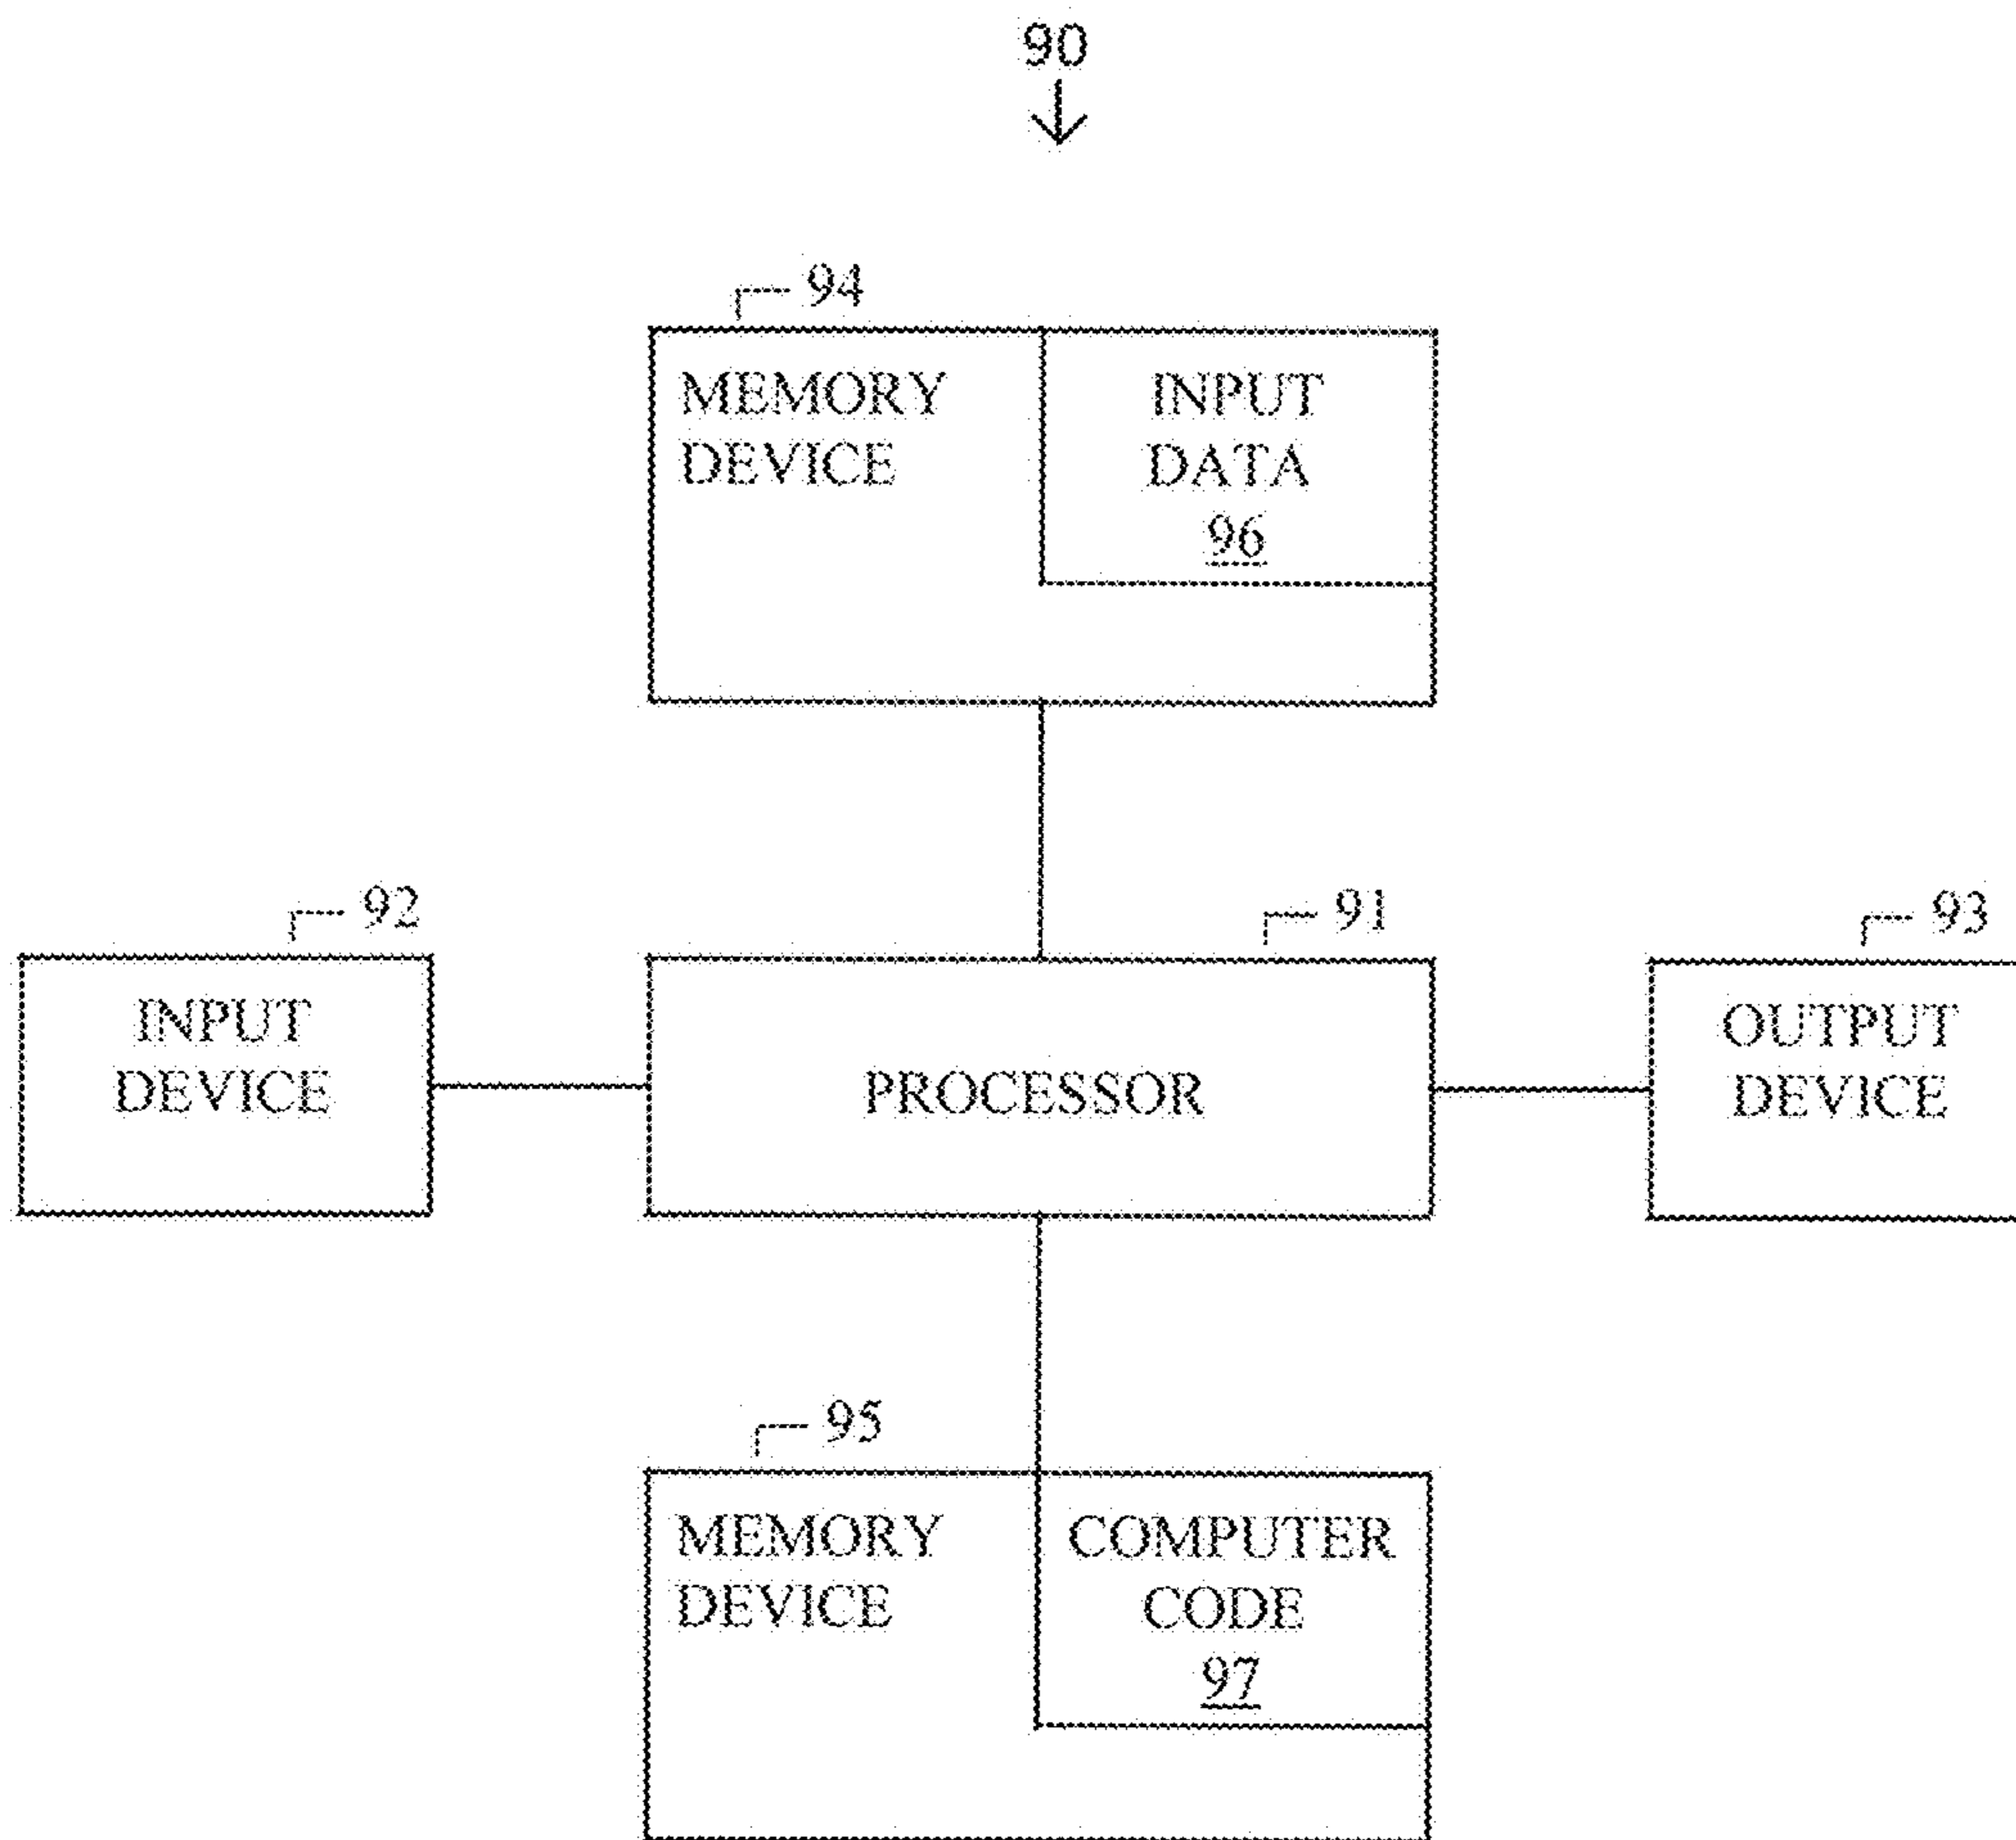 90
94
MEMORY
DEVICE
INPUT
DATA
96
92
INPUT
DEVICE
91
PROCESSOR
93
OUTPUT
DEVICE
95
MEMORY
DEVICE
COMPUTER
CODE
97